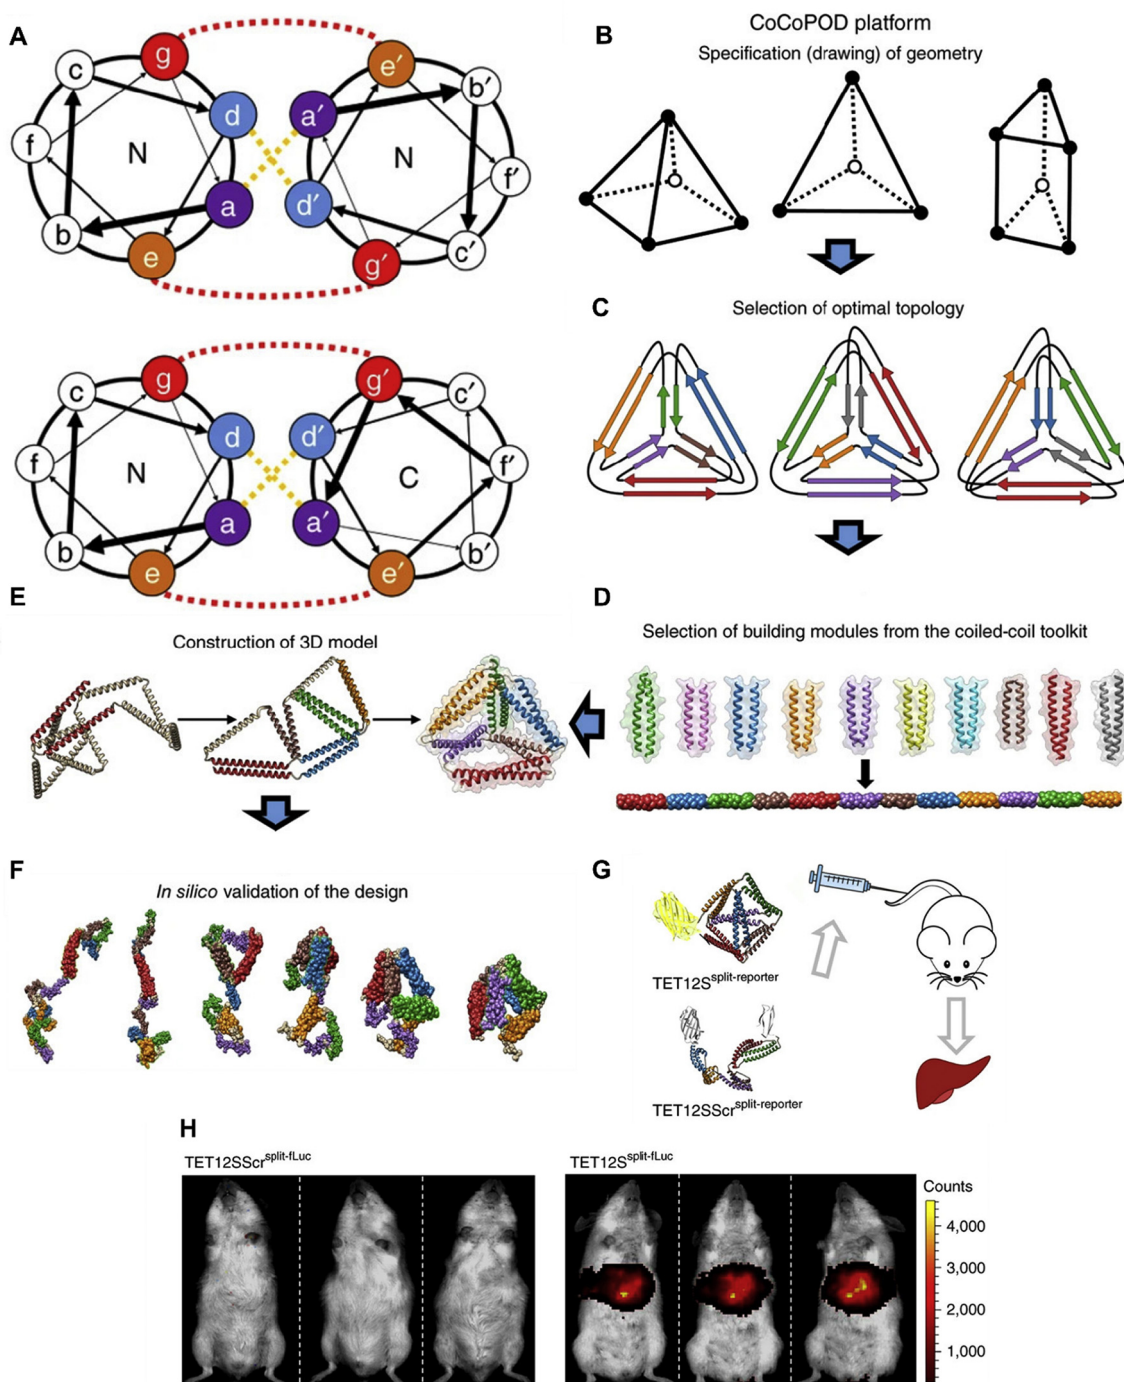 A
g
e′
c
b′
d
a′
f
N
N
f′
a
d′
b
c′
e
g′
g
g′
c
c′
d
d′
f
N
C
f′
a
a′
b
b′
e
e′
B
CoCoPOD platform
Specification (drawing) of geometry
C
Selection of optimal topology
E
Construction of 3D model
D
Selection of building modules from the coiled-coil toolkit
F
In silico validation of the design
G
TET12S^split-reporter
TET12SScr^split-reporter
H
TET12SScr^split-fLuc
TET12S^split-fLuc
Counts
4,000
3,000
2,000
1,000